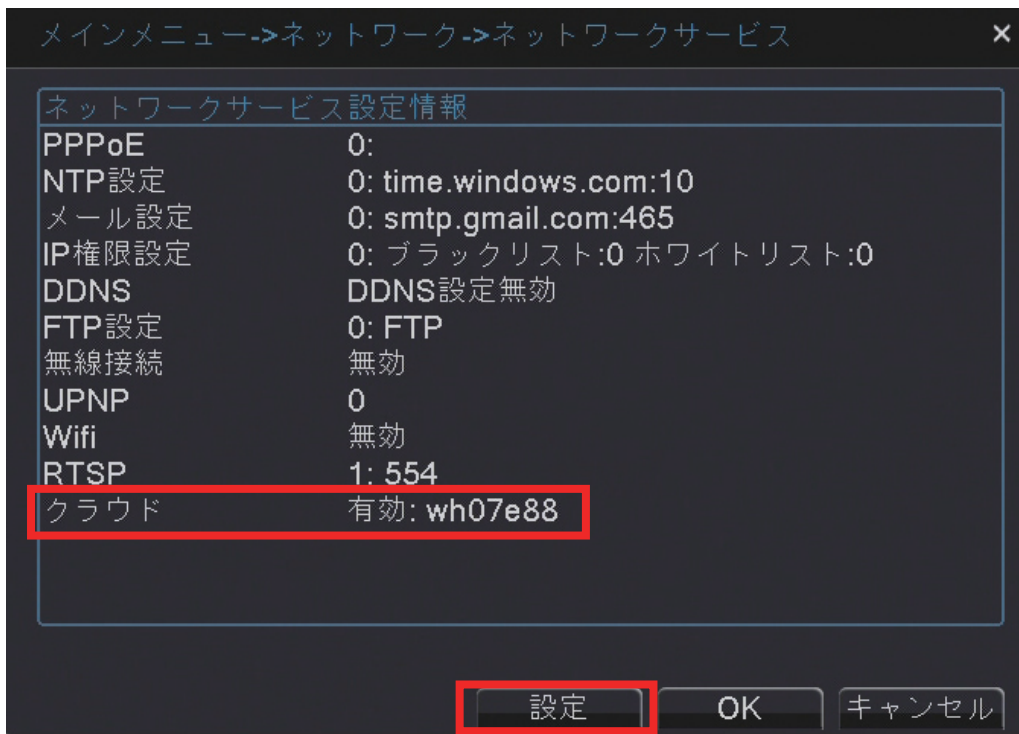 メインメニュー->ネットワーク->ネットワークサービス ×
ネットワークサービス設定情報
PPPoE 0:
NTP設定 0: time.windows.com:10
メール設定 0: smtp.gmail.com:465
IP権限設定 0: ブラックリスト:0 ホワイトリスト:0
DDNS DDNS設定無効
FTP設定 0: FTP
無線接続 無効
UPNP 0
Wifi 無効
RTSP 1: 554
クラウド 有効: wh07e88
設定 OK キャンセル